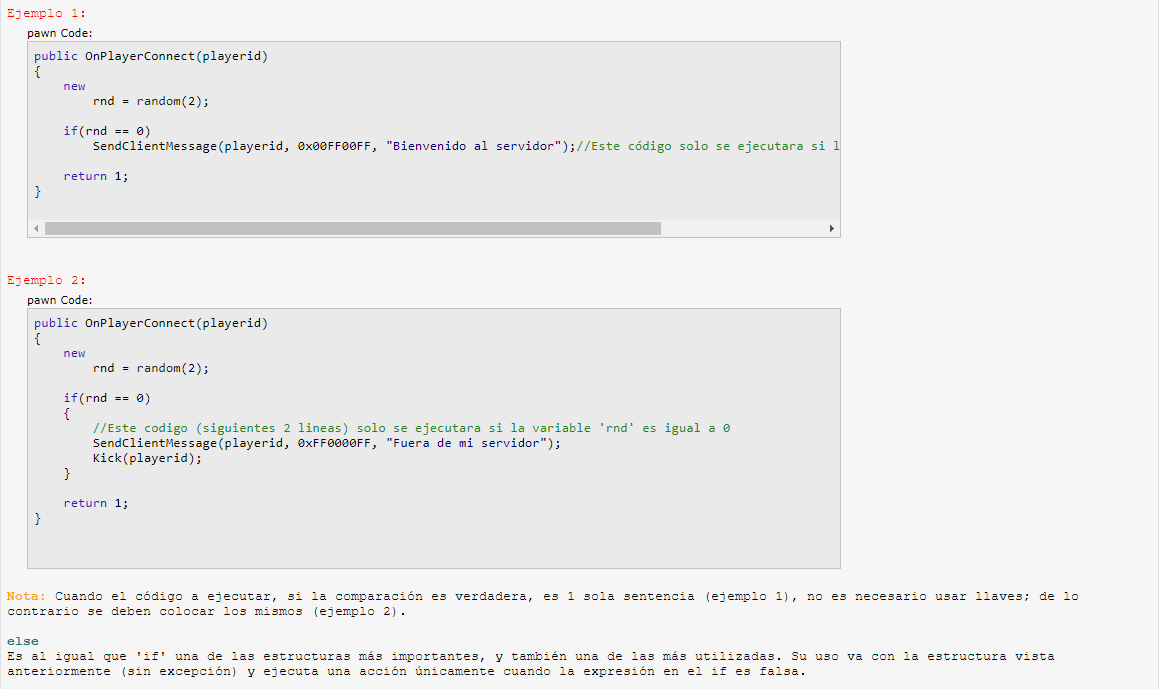 Ejemplo 1:
pawn Code:
public OnPlayerConnect(playerid)
{
new
rnd = random(2);
if(rnd == 0)
SendClientMessage(playerid, 0x00FF00FF, "Bienvenido al servidor");//Este código solo se ejecutara si l
return 1;
}
Ejemplo 2:
pawn Code:
public OnPlayerConnect(playerid)
{
new
rnd = random(2);
if(rnd == 0)
{
//Este codigo (siguientes 2 lineas) solo se ejecutara si la variable 'rnd' es igual a 0
SendClientMessage(playerid, 0xFF0000FF, "Fuera de mi servidor");
Kick(playerid);
}
return 1;
}
Nota: Cuando el código a ejecutar, si la comparación es verdadera, es 1 sola sentencia (ejemplo 1), no es necesario usar llaves; de lo
contrario se deben colocar los mismos (ejemplo 2).
else
Es al igual que 'if' una de las estructuras más importantes, y también una de las más utilizadas. Su uso va con la estructura vista
anteriormente (sin excepción) y ejecuta una acción únicamente cuando la expresión en el if es falsa.